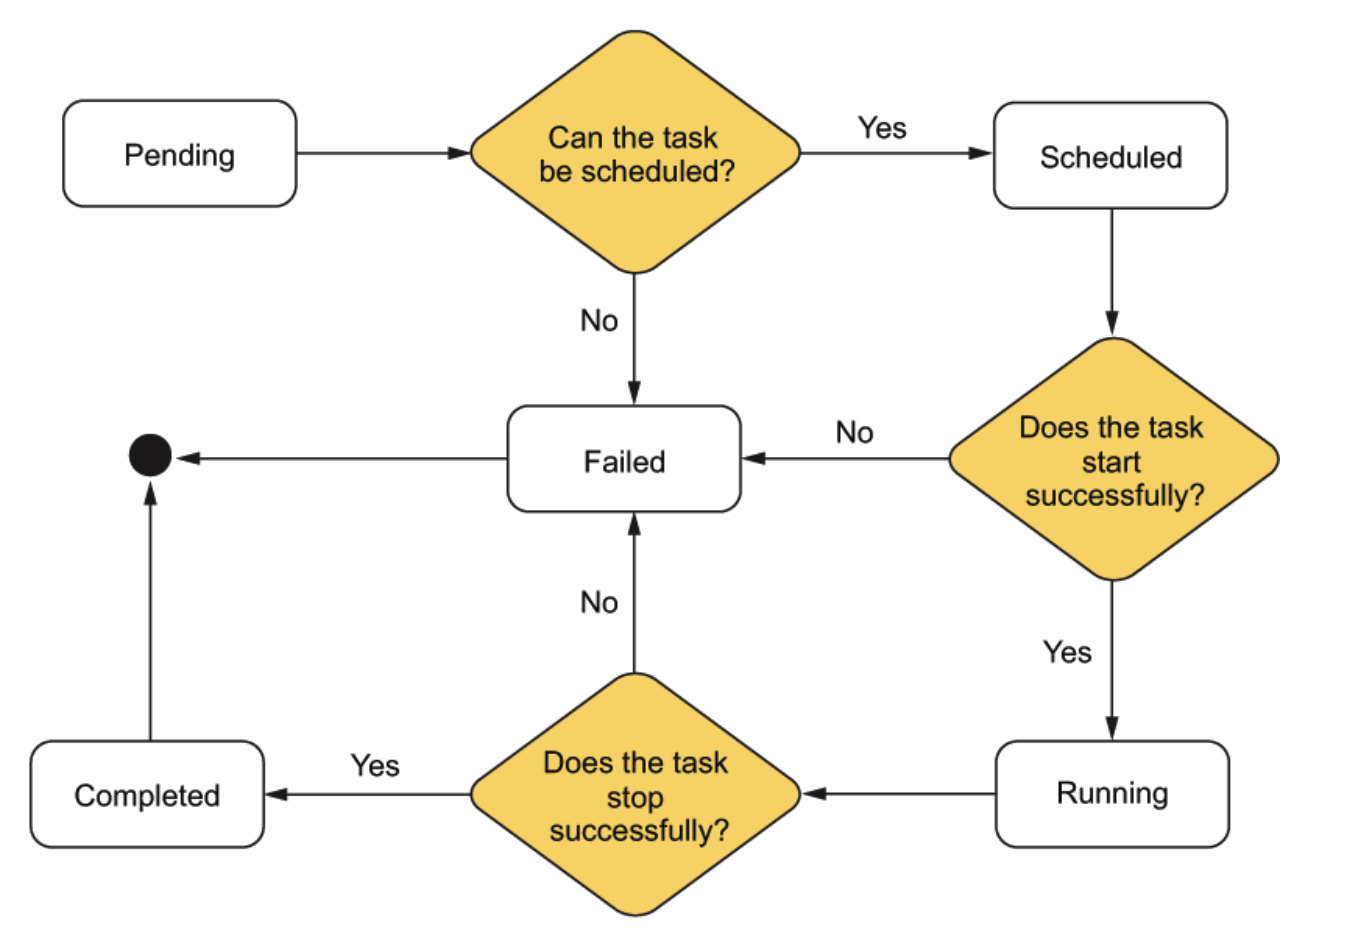 Pending
Can the task
be scheduled?
Yes
Scheduled
No
Failed
No
Does the task
start
successfully?
No
Yes
Completed
Yes
Does the task
stop
successfully?
Running